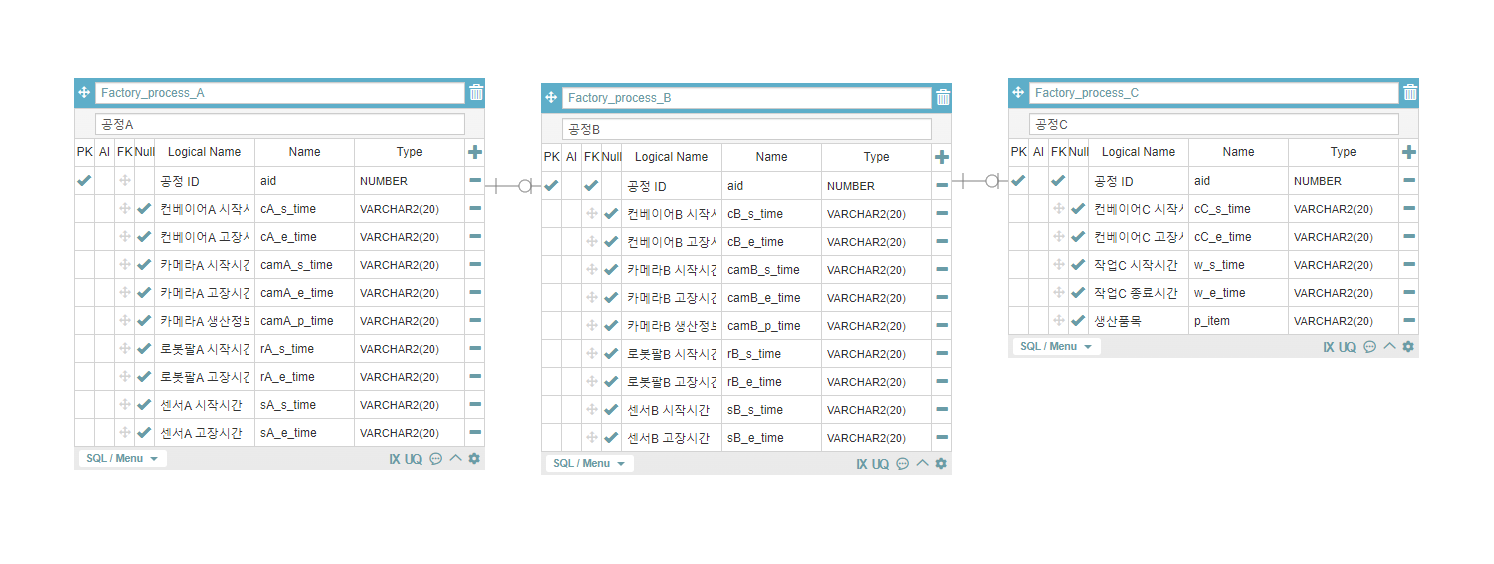 Factory_process_A
공정A
PK AI FK Null Logical Name Name Type
공정 ID aid NUMBER
컨베이어A 시작시 cA_s_time VARCHAR2(20)
컨베이어A 고장시 cA_e_time VARCHAR2(20)
카메라A 시작시간 camA_s_time VARCHAR2(20)
카메라A 고장시간 camA_e_time VARCHAR2(20)
카메라A 생산정보 camA_p_time VARCHAR2(20)
로봇팔A 시작시간 rA_s_time VARCHAR2(20)
로봇팔A 고장시간 rA_e_time VARCHAR2(20)
센서A 시작시간 sA_s_time VARCHAR2(20)
센서A 고장시간 sA_e_time VARCHAR2(20)
SQL / Menu IX UQ
Factory_process_B
공정B
PK AI FK Null Logical Name Name Type
공정 ID aid NUMBER
컨베이어B 시작시 cB_s_time VARCHAR2(20)
컨베이어B 고장시 cB_e_time VARCHAR2(20)
카메라B 시작시간 camB_s_time VARCHAR2(20)
카메라B 고장시간 camB_e_time VARCHAR2(20)
카메라B 생산정보 camB_p_time VARCHAR2(20)
로봇팔B 시작시간 rB_s_time VARCHAR2(20)
로봇팔B 고장시간 rB_e_time VARCHAR2(20)
센서B 시작시간 sB_s_time VARCHAR2(20)
센서B 고장시간 sB_e_time VARCHAR2(20)
SQL / Menu IX UQ
Factory_process_C
공정C
PK AI FK Null Logical Name Name Type
공정 ID aid NUMBER
컨베이어C 시작시 cC_s_time VARCHAR2(20)
컨베이어C 고장시 cC_e_time VARCHAR2(20)
작업C 시작시간 w_s_time VARCHAR2(20)
작업C 종료시간 w_e_time VARCHAR2(20)
생산품목 p_item VARCHAR2(20)
SQL / Menu IX UQ